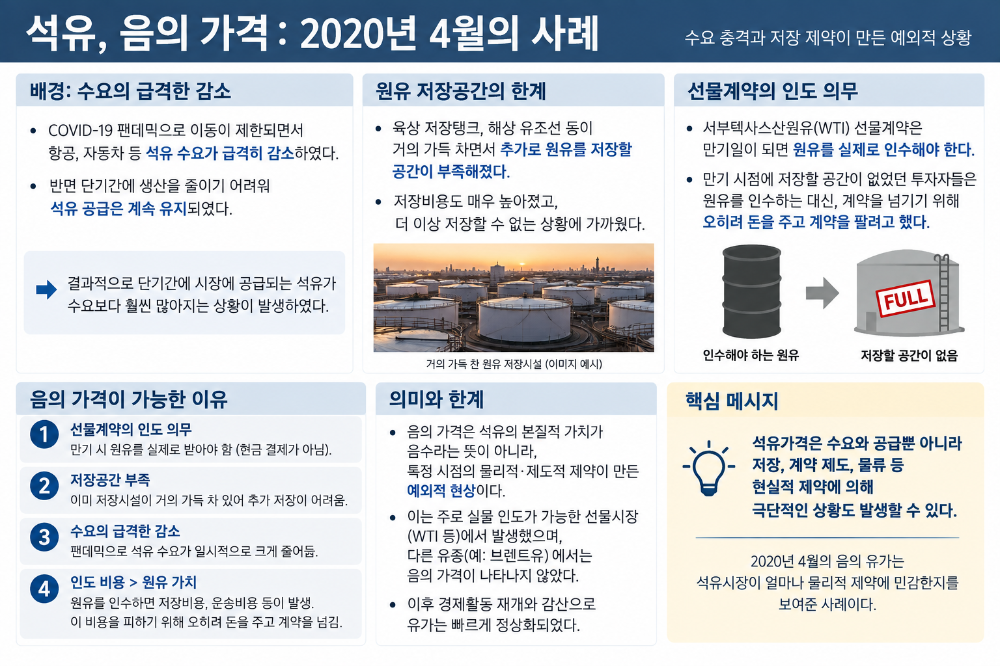 석유, 음의 가격 : 2020년 4월의 사례
수요 충격과 저장 제약이 만든 예외적 상황
배경: 수요의 급격한 감소
• COVID-19 팬데믹으로 이동이 제한되면서
항공, 자동차 등 석유 수요가 급격히 감소하였다.
• 반면 단기간에 생산을 줄이기 어려워
석유 공급은 계속 유지되였다.
결과적으로 단기간에 시장에 공급되는 석유가
수요보다 훨씬 많아지는 상황이 발생하였다.
원유 저장공간의 한계
• 육상 저장탱크, 해상 유조선 동이
거의 가득 차면서 추가로 원유를 저장할
공간이 부족해졌다.
• 저장비용도 매우 높아졌고,
더 이상 저장할 수 없는 상황에 가까웠다.
거의 가득 찬 원유 저장시설 (이미지 예시)
선물계약의 인도 의무
• 서부텍사스산원유(WTI) 선물계약은
만기일이 되면 원유를 실제로 인수해야 한다.
• 만기 시점에 저장할 공간이 없었던 투자자들은
원유를 인수하는 대신, 계약을 넘기기 위해
오히려 돈을 주고 계약을 팔려고 했다.
FULL
인수해야 하는 원유
저장할 공간이 없음
음의 가격이 가능한 이유
1 선물계약의 인도 의무
만기 시 원유를 실제로 받아야 함 (현금 결제가 아님).
2 저장공간 부족
이미 저장시설이 거의 가득 차 있어 추가 저장이 어려움.
3 수요의 급격한 감소
팬데믹으로 석유 수요가 일시적으로 크게 줄어듬.
4 인도 비용 > 원유 가치
원유를 인수하면 저장비용, 운송비용 등이 발생.
이 비용을 피하기 위해 오히려 돈을 주고 계약을 넘김.
의미와 한계
• 음의 가격은 석유의 본질적 가치가
음수라는 뜻이 아니라,
특정 시점의 물리적·제도적 제약이 만든
예외적 현상이다.
• 이는 주로 실물 인도가 가능한 선물시장
(WTI 등)에서 발생했으며,
다른 유종(예: 브렌트유) 에서는
음의 가격이 나타나지 않았다.
• 이후 경제활동 재개와 감산으로
유가는 빠르게 정상화되었다.
핵심 메시지
석유가격은 수요와 공급뿐 아니라
저장, 계약 제도, 물류 등
현실적 제약에 의해
극단적인 상황도 발생할 수 있다.
2020년 4월의 음의 유가는
석유시장이 얼마나 물리적 제약에 민감한지를
보여준 사례이다.